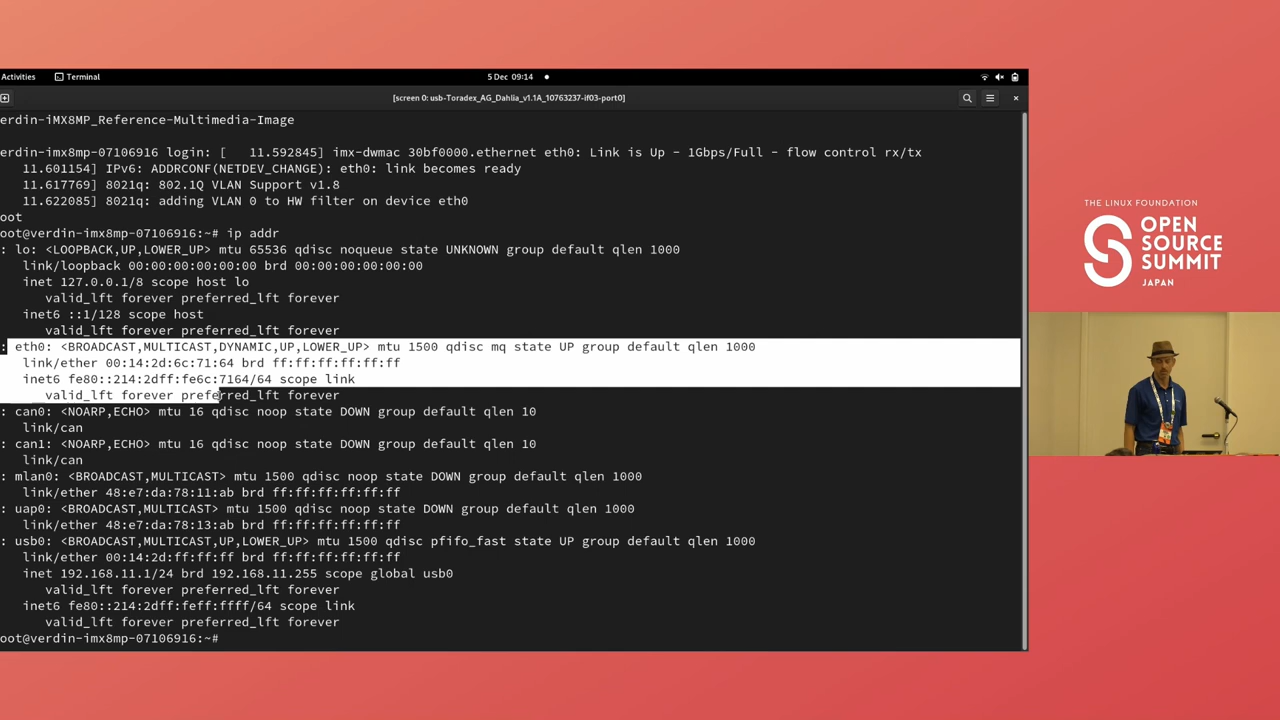 Activities Terminal 5 Dec 09:14
[screen 0: usb-Toradex_AG_Dahlia_v1.1A_10763237-if03-port0]
erdin-iMX8MP_Reference-Multimedia-Image
erdin-imx8mp-07106916 login: [   11.592845] imx-dwmac 30bf0000.ethernet eth0: Link is Up - 1Gbps/Full - flow control rx/tx
11.601154] IPv6: ADDRCONF(NETDEV_CHANGE): eth0: link becomes ready
11.617769] 8021q: 802.1Q VLAN Support v1.8
11.622085] 8021q: adding VLAN 0 to HW filter on device eth0
oot
oot@verdin-imx8mp-07106916:~# ip addr
: lo: <LOOPBACK,UP,LOWER_UP> mtu 65536 qdisc noqueue state UNKNOWN group default qlen 1000
link/loopback 00:00:00:00:00:00 brd 00:00:00:00:00:00
inet 127.0.0.1/8 scope host lo
valid_lft forever preferred_lft forever
inet6 ::1/128 scope host
valid_lft forever preferred_lft forever
: eth0: <BROADCAST,MULTICAST,DYNAMIC,UP,LOWER_UP> mtu 1500 qdisc mq state UP group default qlen 1000
link/ether 00:14:2d:6c:71:64 brd ff:ff:ff:ff:ff:ff
inet6 fe80::214:2dff:fe6c:7164/64 scope link
valid_lft forever preferred_lft forever
: can0: <NOARP,ECHO> mtu 16 qdisc noop state DOWN group default qlen 10
link/can
: can1: <NOARP,ECHO> mtu 16 qdisc noop state DOWN group default qlen 10
link/can
: mlan0: <BROADCAST,MULTICAST> mtu 1500 qdisc noop state DOWN group default qlen 1000
link/ether 48:e7:da:78:11:ab brd ff:ff:ff:ff:ff:ff
: uap0: <BROADCAST,MULTICAST> mtu 1500 qdisc noop state DOWN group default qlen 1000
link/ether 48:e7:da:78:13:ab brd ff:ff:ff:ff:ff:ff
: usb0: <BROADCAST,MULTICAST,UP,LOWER_UP> mtu 1500 qdisc pfifo_fast state UP group default qlen 1000
link/ether 00:14:2d:ff:ff:ff brd ff:ff:ff:ff:ff:ff
inet 192.168.11.1/24 brd 192.168.11.255 scope global usb0
valid_lft forever preferred_lft forever
inet6 fe80::214:2dff:feff:ffff/64 scope link
valid_lft forever preferred_lft forever
oot@verdin-imx8mp-07106916:~#
THE LINUX FOUNDATION
OPEN
SOURCE
SUMMIT
JAPAN